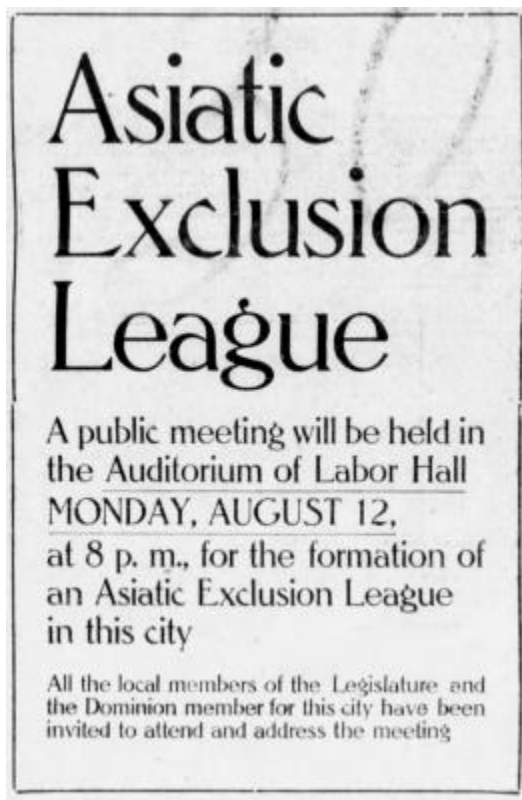 Asiatic
Exclusion
League
A public meeting will be held in
the Auditorium of Labor Hall
MONDAY, AUGUST 12,
at 8 p. m., for the formation of
an Asiatic Exclusion League
in this city
All the local members of the Legislature and
the Dominion member for this city have been
invited to attend and address the meeting